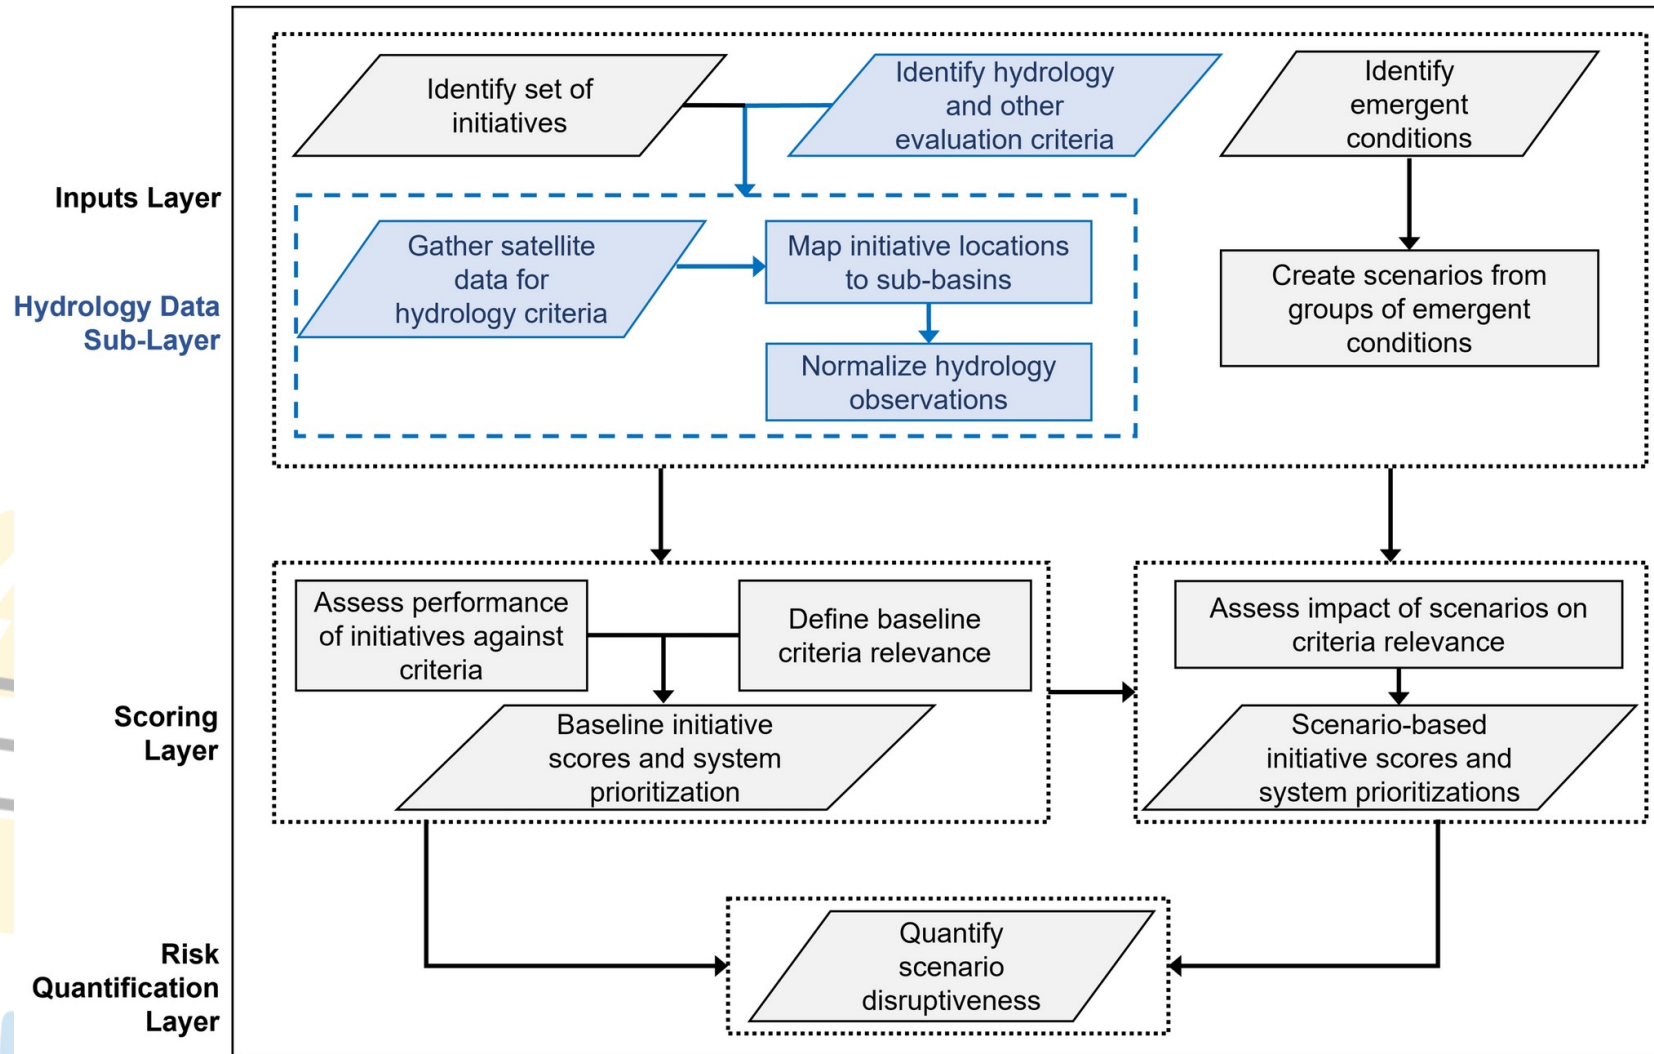 Identify set of
initiatives
Identify hydrology
and other
evaluation criteria
Identify
emergent
conditions
Inputs Layer
Hydrology Data
Sub-Layer
Gather satellite
data for
hydrology criteria
Map initiative locations
to sub-basins
Normalize hydrology
observations
Create scenarios from
groups of emergent
conditions
Scoring
Layer
Assess performance
of initiatives against
criteria
Define baseline
criteria relevance
Baseline initiative
scores and system
prioritization
Assess impact of scenarios on
criteria relevance
Scenario-based
initiative scores and
system prioritizations
Risk
Quantification
Layer
Quantify
scenario
disruptiveness